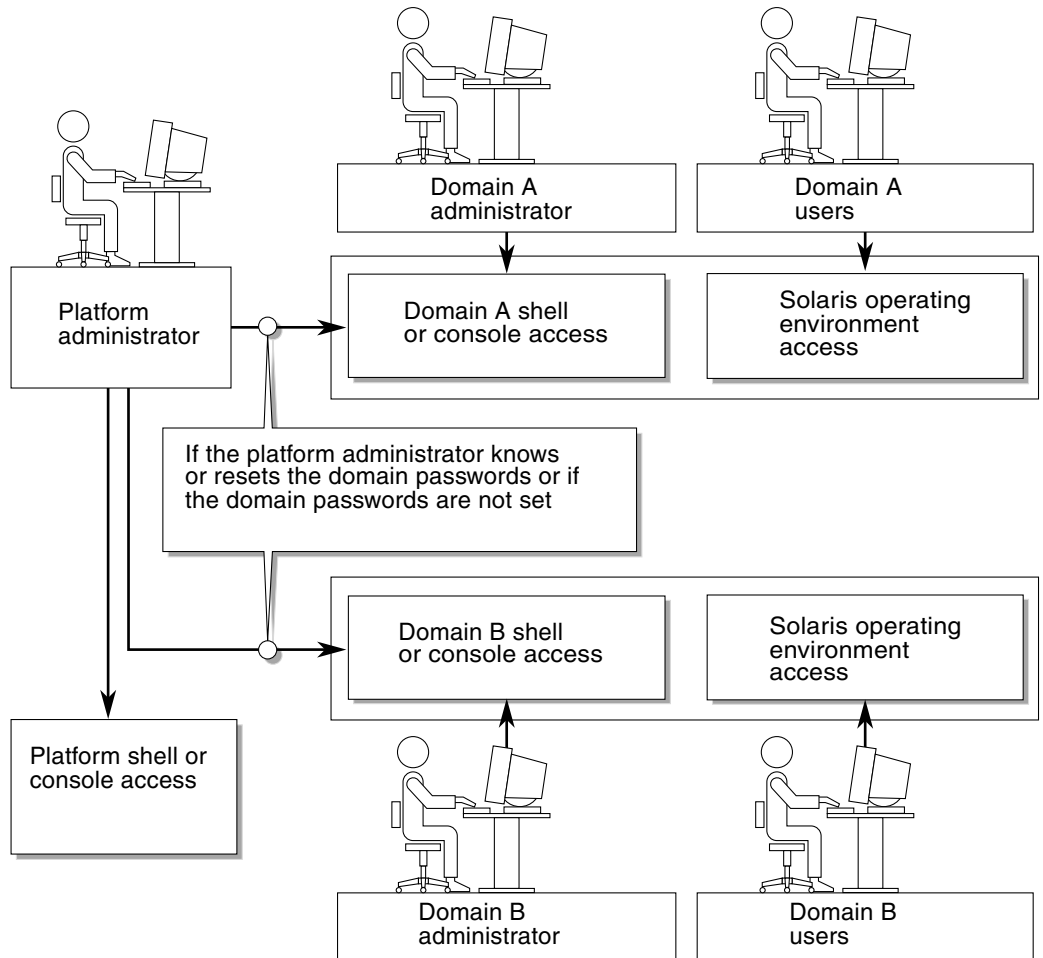 Domain A
administrator
Domain A
users
Platform
administrator
Domain A shell
or console access
Solaris operating
environment
access
If the platform administrator knows
or resets the domain passwords or if
the domain passwords are not set
Domain B shell
or console access
Solaris operating
environment
access
Platform shell or
console access
Domain B
administrator
Domain B
users